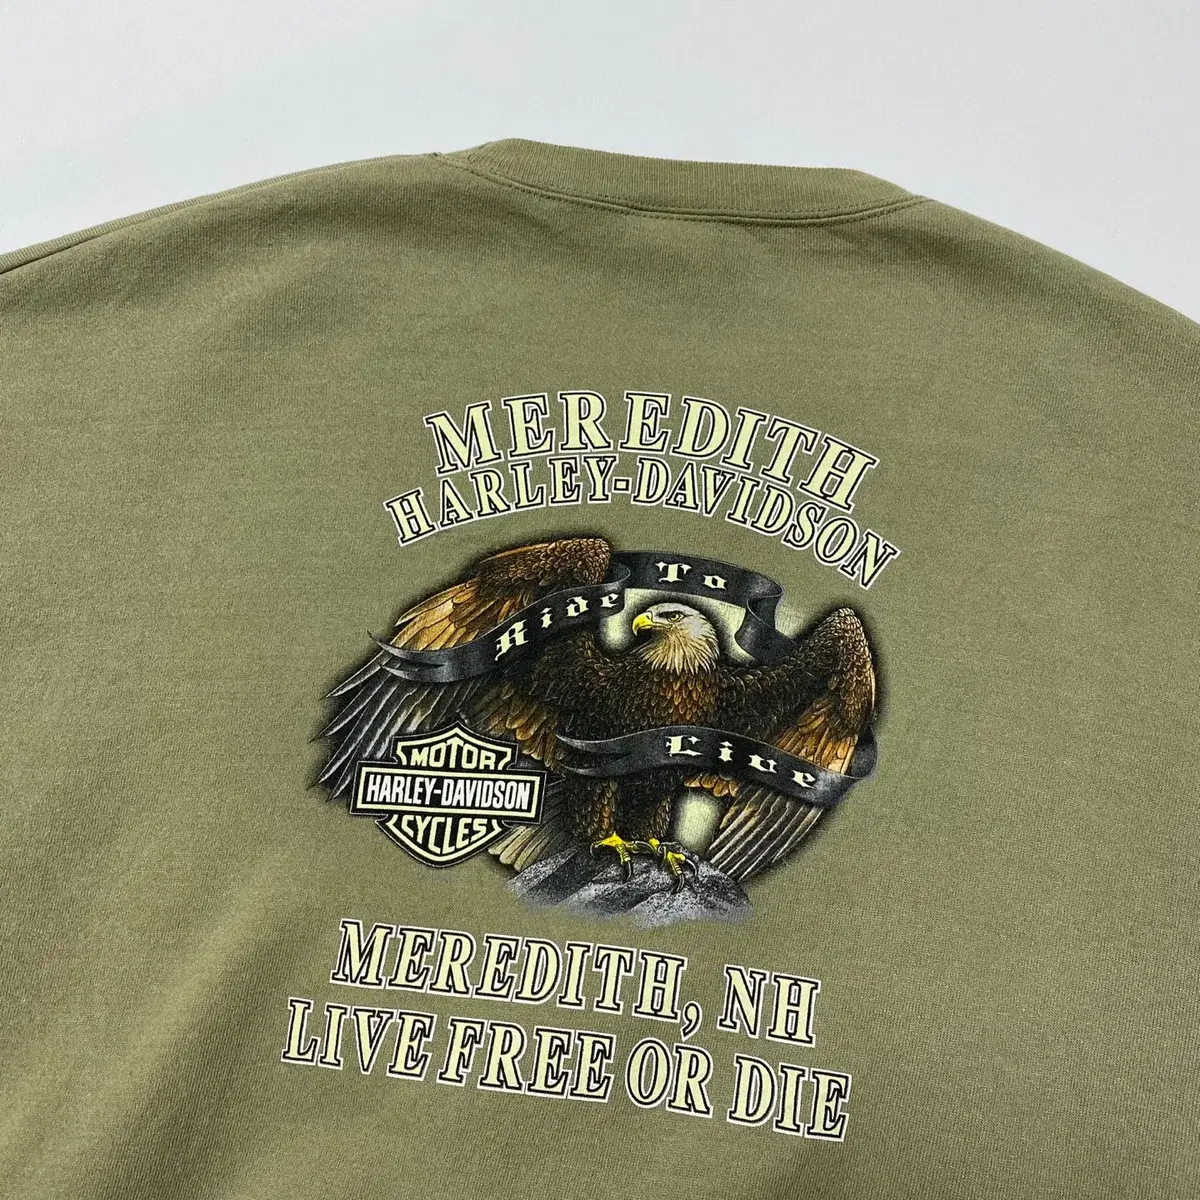 MEREDITH
HARLEY-DAVIDSON
Ride To
Live
MOTOR
HARLEY-DAVIDSON
CYCLES
MEREDITH, NH
LIVE FREE OR DIE